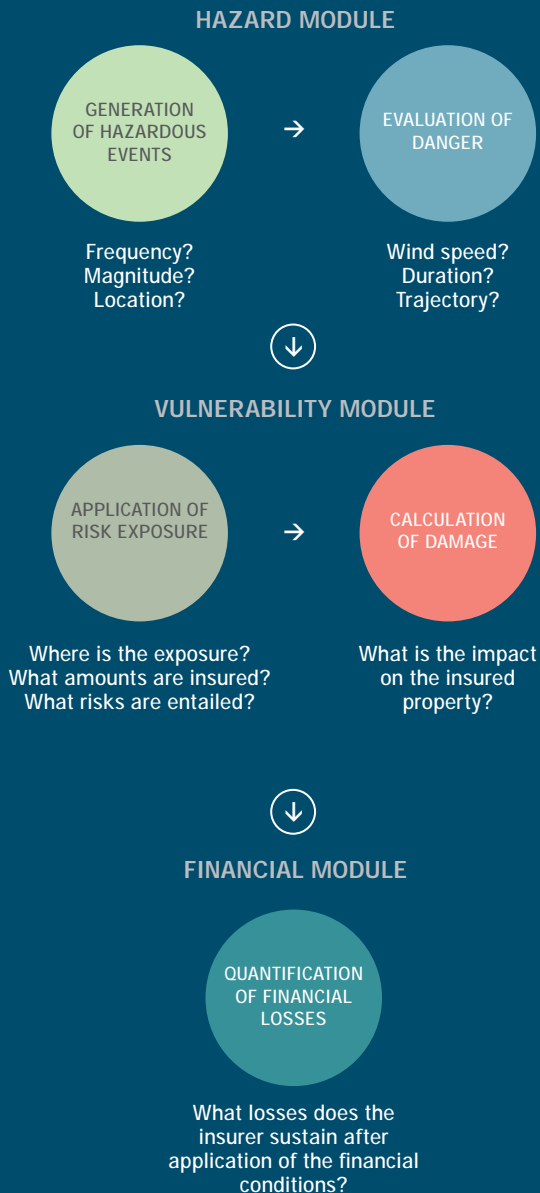 HAZARD MODULE
GENERATION
OF HAZARDOUS
EVENTS
→
EVALUATION OF
DANGER
Frequency?
Magnitude?
Location?
Wind speed?
Duration?
Trajectory?
↓
VULNERABILITY MODULE
APPLICATION OF
RISK EXPOSURE
→
CALCULATION
OF DAMAGE
Where is the exposure?
What amounts are insured?
What risks are entailed?
What is the impact
on the insured
property?
↓
FINANCIAL MODULE
QUANTIFICATION
OF FINANCIAL
LOSSES
What losses does the
insurer sustain after
application of the financial
conditions?